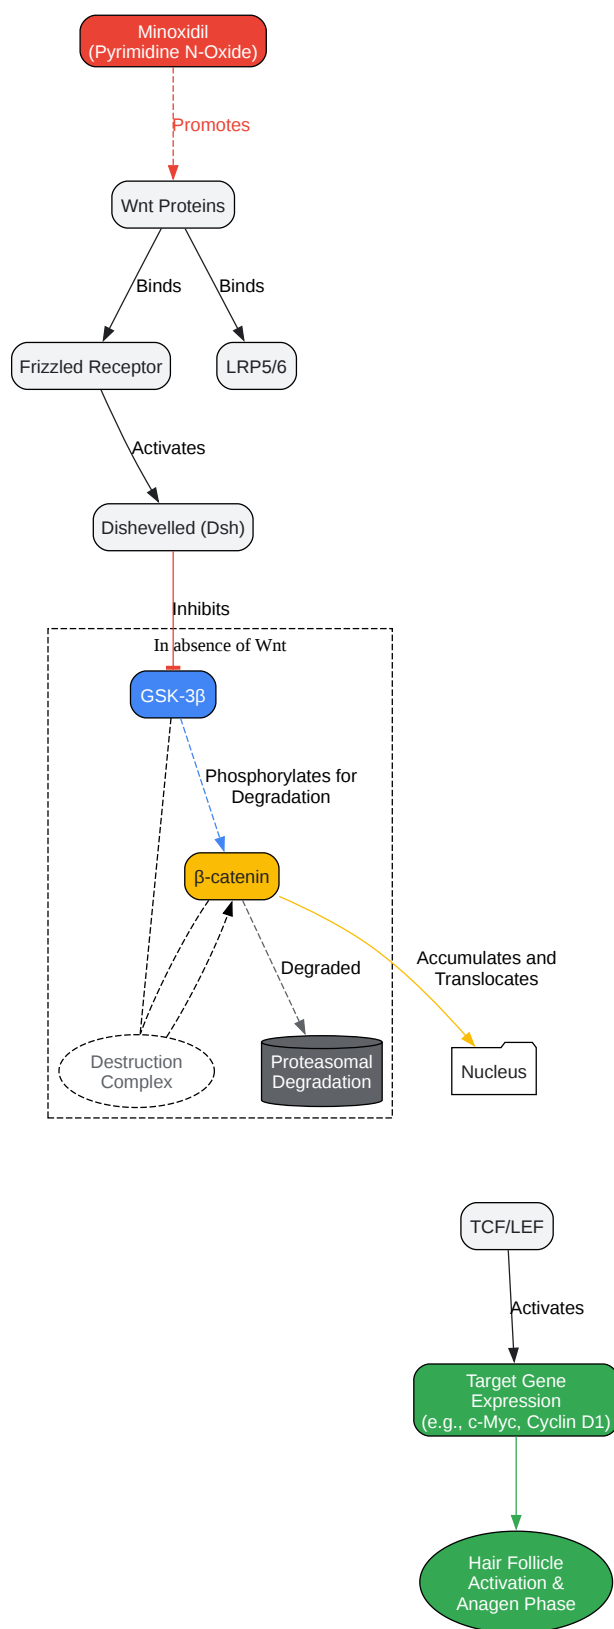 Minoxidil
(Pyrimidine N-Oxide)
Promotes
Wnt Proteins
Binds
Binds
Frizzled Receptor
LRP5/6
Activates
Dishevelled (Dsh)
Inhibits
In absence of Wnt
GSK-3β
Phosphorylates for
Degradation
β-catenin
Accumulates and
Translocates
Degraded
Destruction
Complex
Proteasomal
Degradation
Nucleus
TCF/LEF
Activates
Target Gene
Expression
(e.g., c-Myc, Cyclin D1)
Hair Follicle
Activation &
Anagen Phase